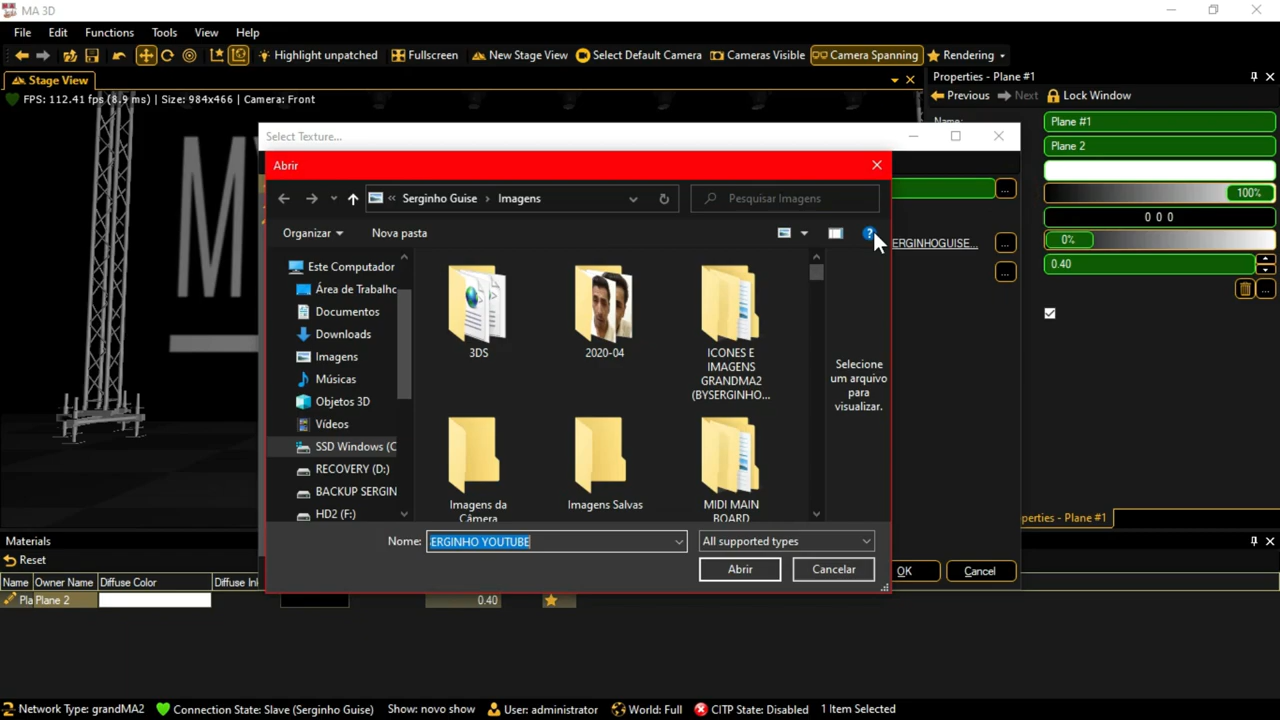 MA 3D
File Edit Functions Tools View Help
Highlight unpatched Fullscreen New Stage View Select Default Camera Cameras Visible Camera Spanning Rendering
Stage View
Properties - Plane #1
FPS: 112.41 fps (8.9 ms) | Size: 984x466 | Camera: Front
Previous Next Lock Window
Name:
Plane #1
Select Texture...
Plane 2
Abrir
100%
Serginho Guise Imagens
Pesquisar Imagens
0 0 0
Organizar Nova pasta
0%
ERGINHOGUISE...
0.40
Este Computador
Área de Trabalho
Documentos
Downloads
Imagens
Músicas
Objetos 3D
Vídeos
SSD Windows (C
RECOVERY (D:)
BACKUP SERGIN
HD2 (F:)
3DS
2020-04
ICONES E
IMAGENS
GRANDMA2
(BYSERGINHO...
Imagens da
Câmera
Imagens Salvas
MIDI MAIN
BOARD
Selecione
um arquivo
para
visualizar.
perties - Plane #1
Nome: ERGINHO YOUTUBE All supported types
Abrir Cancelar
OK Cancel
Materials
Reset
Name Owner Name Diffuse Color Diffuse Int
Pla Plane 2 0.40
Network Type: grandMA2 Connection State: Slave (Serginho Guise) Show: novo show User: administrator World: Full CITP State: Disabled 1 Item Selected